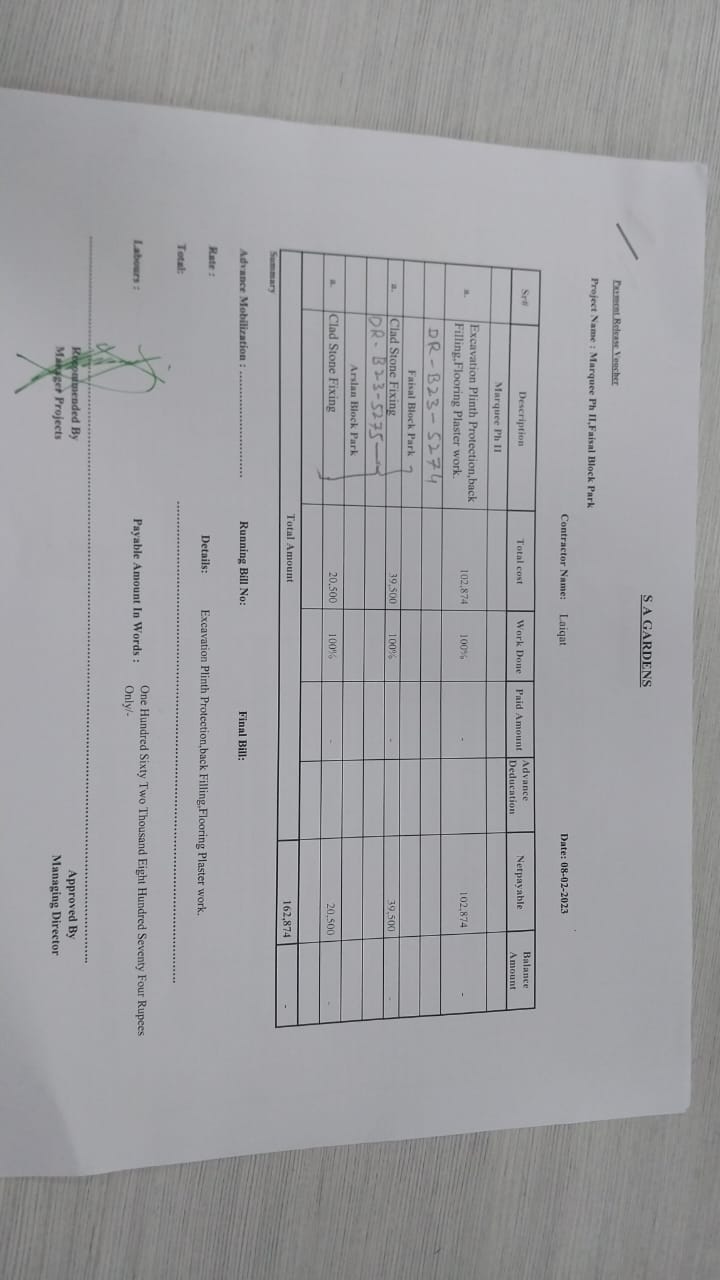 S A GARDENS
Payment Release Voucher
Project Name : Marquee Ph II,Faisal Block Park
Contractor Name: Laiqat Date: 08-02-2023
Sr# Description Total cost Work Done Paid Amount Advance Deducation Netpayable Balance Amount
Marquee Ph II
a. Excavation Plinth Protection,back Filling,Flooring Plaster work. 102,874 100% - 102,874 -
DR-B23-5274
Faisal Block Park
a. Clad Stone Fixing 39,500 100% - 39,500 -
DR-B23-5275
Arslan Block Park
a. Clad Stone Fixing 20,500 100% - 20,500 -
Total Amount 162,874 -
Summary
Advance Mobilization : ........................ Running Bill No: Final Bill:
Rate : Details: Excavation Plinth Protection,back Filling,Flooring Plaster work.
Total:
Labours : Payable Amount In Words : One Hundred Sixty Two Thousand Eight Hundred Seventy Four Rupees
Only/-
Recommended By Approved By
Manager Projects Managing Director